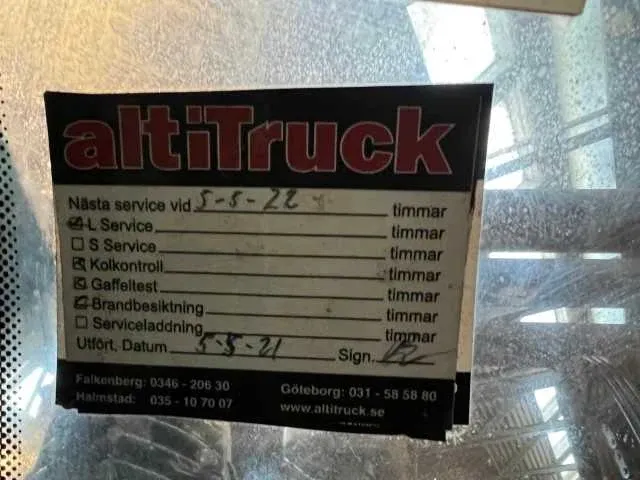 altiTruck
Nästa service vid 5-5-22 timmar
L Service timmar
S Service timmar
Kolkontroll timmar
Gaffeltest timmar
Brandbesiktning timmar
Serviceladdning timmar
Utfört, Datum 5-5-21 Sign.
Falkenberg: 0346 - 206 30 Göteborg: 031 - 58 58 80
Halmstad: 035 - 10 70 07 www.altitruck.se